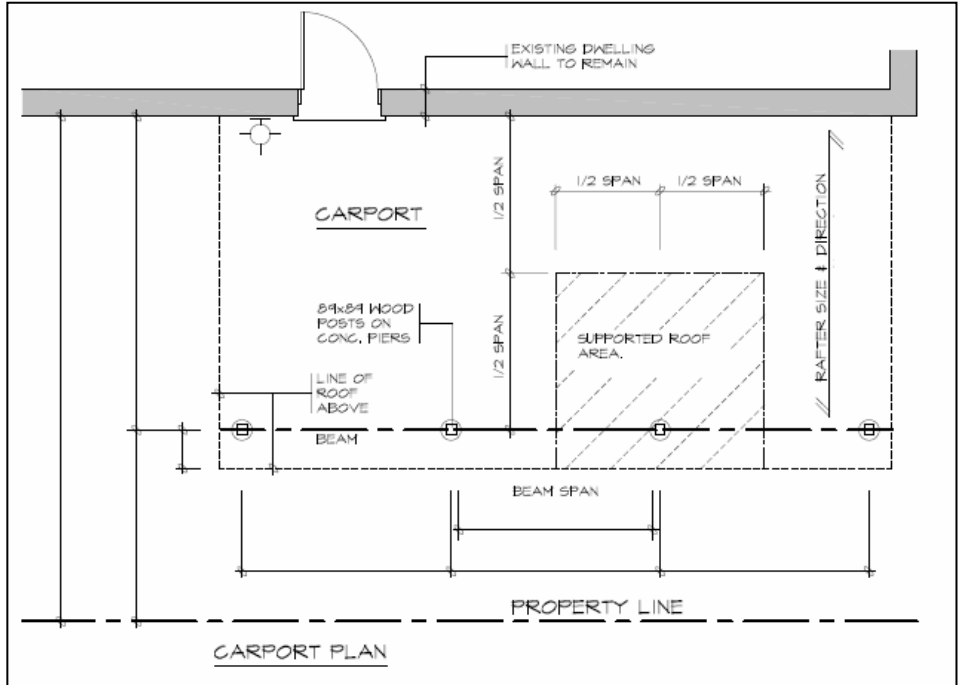 EXISTING DWELLING
WALL TO REMAIN
1/2 SPAN
1/2 SPAN
1/2 SPAN
CARPORT
RAFTER SIZE & DIRECTION
89x89 WOOD
POSTS ON
CONC. PIERS
1/2 SPAN
SUPPORTED ROOF
AREA.
LINE OF
ROOF
ABOVE
BEAM
BEAM SPAN
PROPERTY LINE
CARPORT PLAN